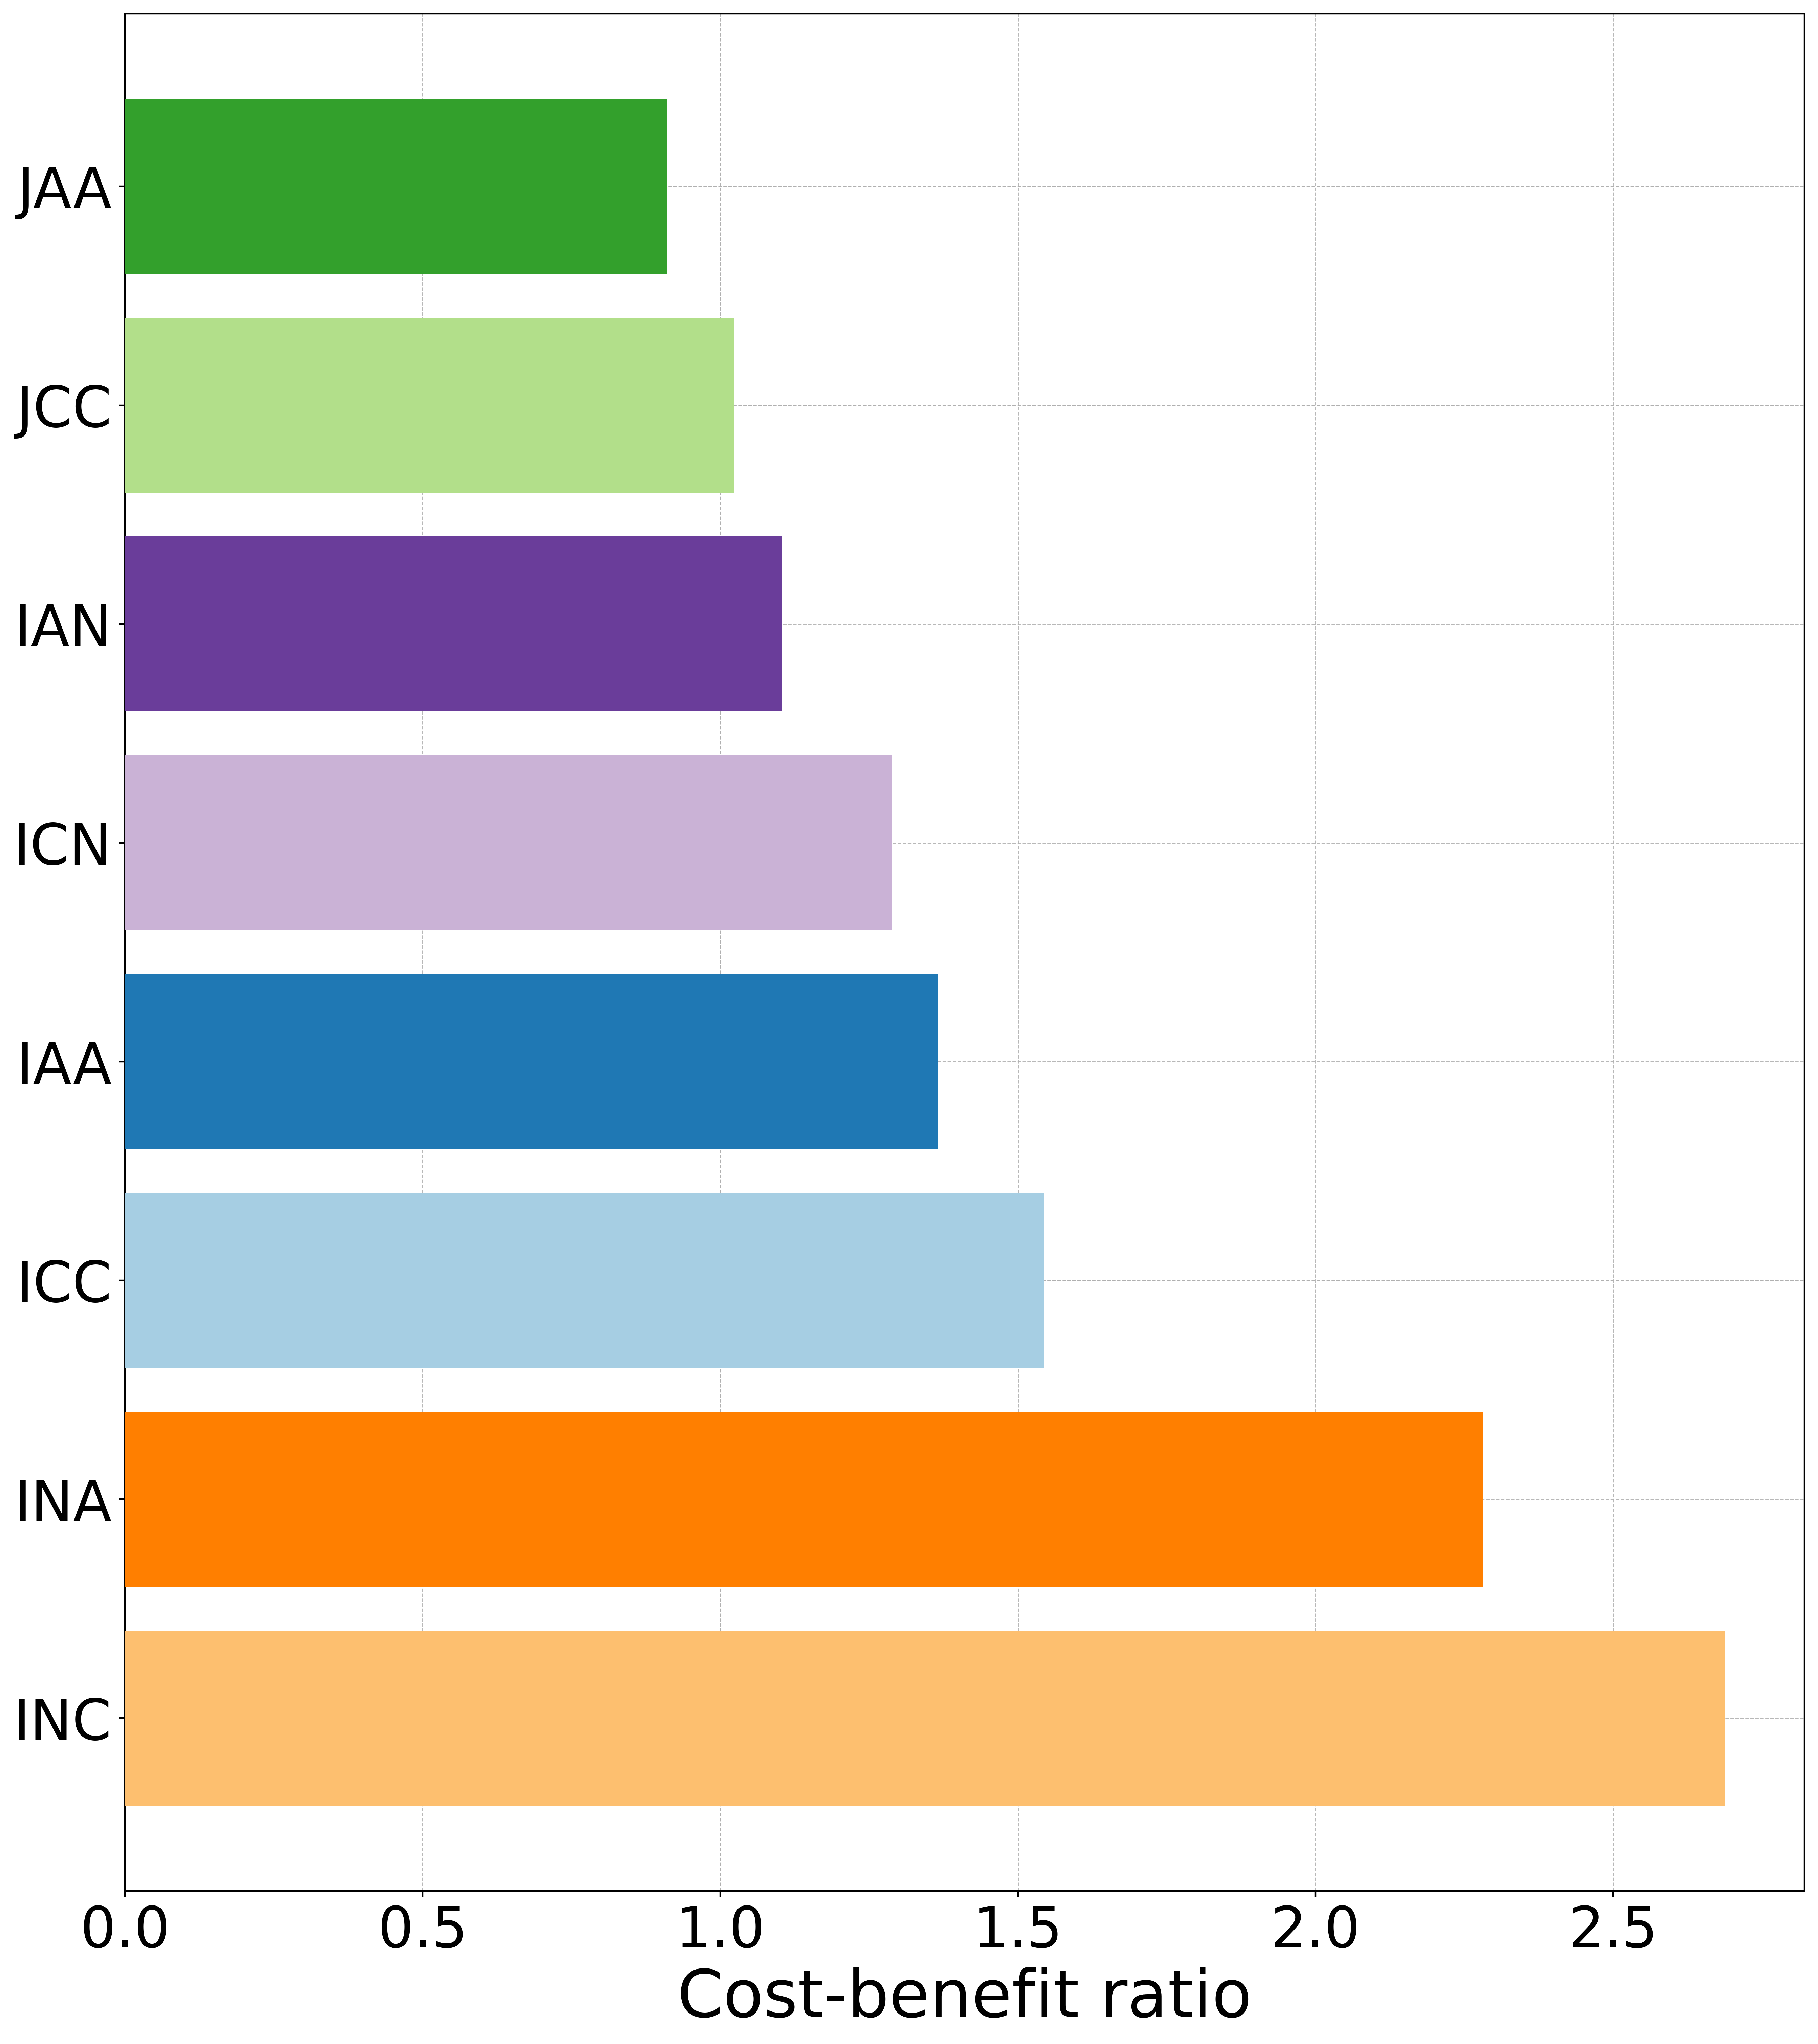 JAA
JCC
IAN
ICN
IAA
ICC
INA
INC
0.0 0.5 1.0 1.5 2.0 2.5
Cost-benefit ratio